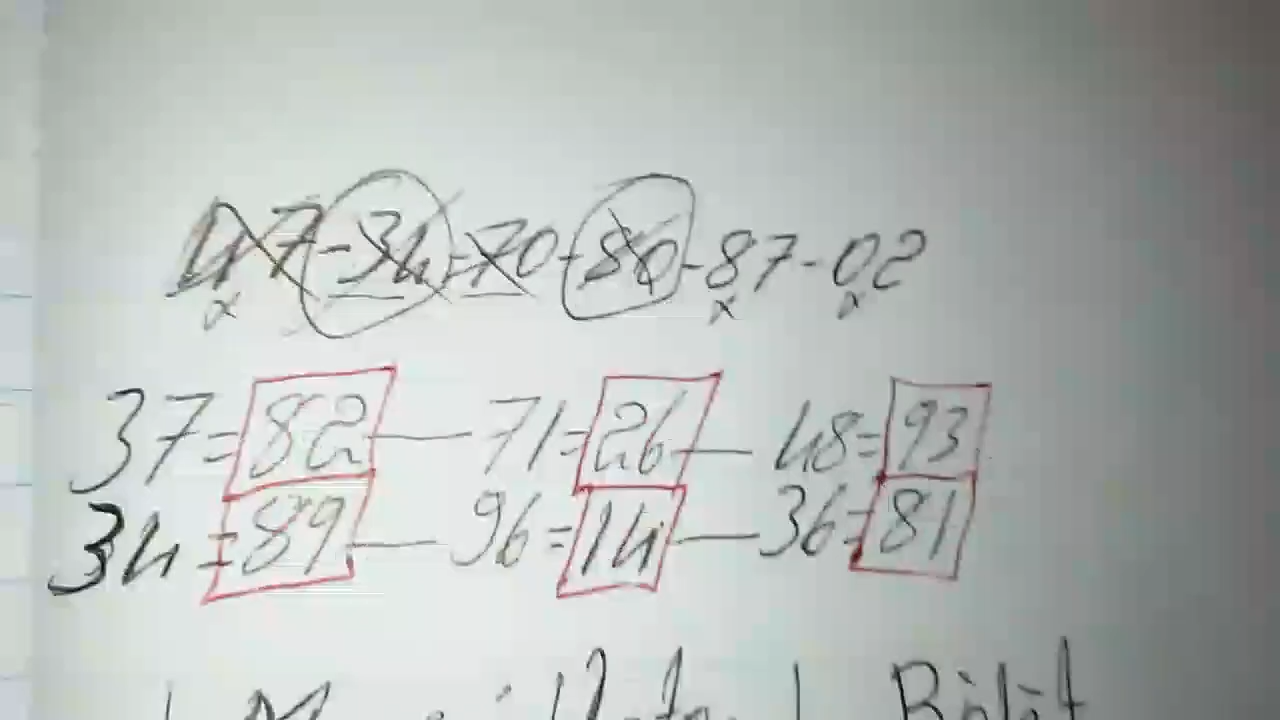 47-34-70-80-87-02
x x x
37=82—71=26—48=93
34=89—96=14—36=81